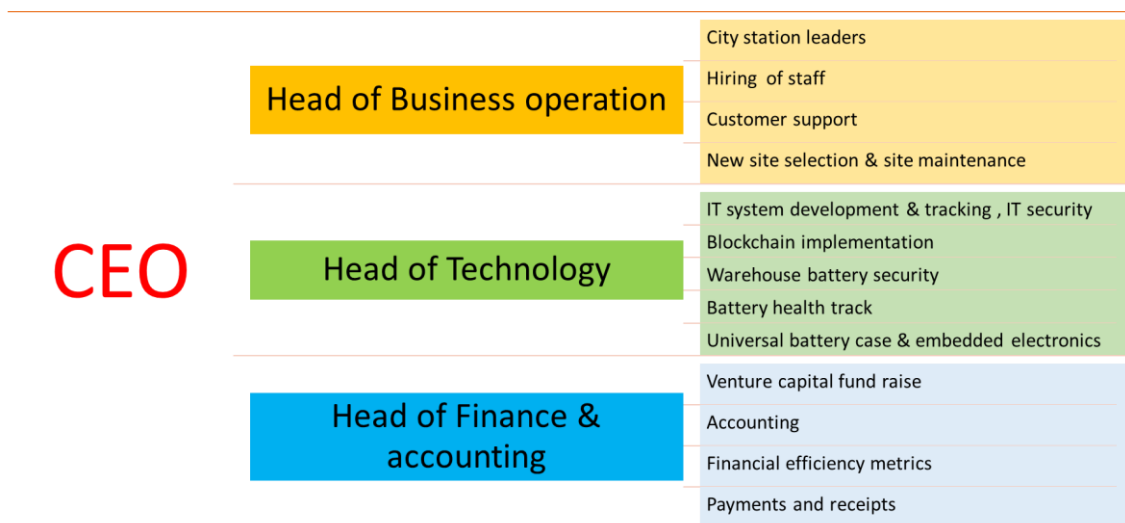 CEO
Head of Business operation
City station leaders
Hiring of staff
Customer support
New site selection & site maintenance
Head of Technology
IT system development & tracking , IT security
Blockchain implementation
Warehouse battery security
Battery health track
Universal battery case & embedded electronics
Head of Finance &
accounting
Venture capital fund raise
Accounting
Financial efficiency metrics
Payments and receipts